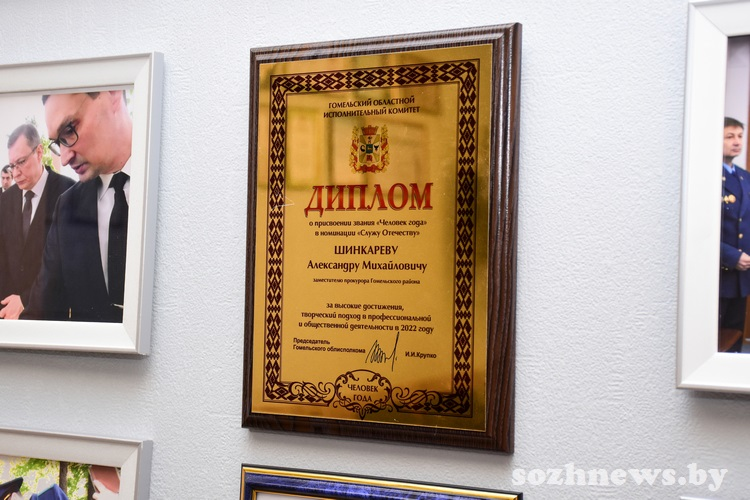 ГОМЕЛЬСКИЙ ОБЛАСТНОЙ
ИСПОЛНИТЕЛЬНЫЙ КОМИТЕТ
ДИПЛОМ
о присвоении звания «Человек года»
в номинации «Служу Отечеству»
ШИНКАРЕВУ
Александру Михайловичу
заместителю прокурора Гомельского района
за высокие достижения,
творческий подход в профессиональной
и общественной деятельности в 2022 году
Председатель
Гомельского облисполкома
И.И.Крупко
ЧЕЛОВЕК
ГОДА
sozhnews.by